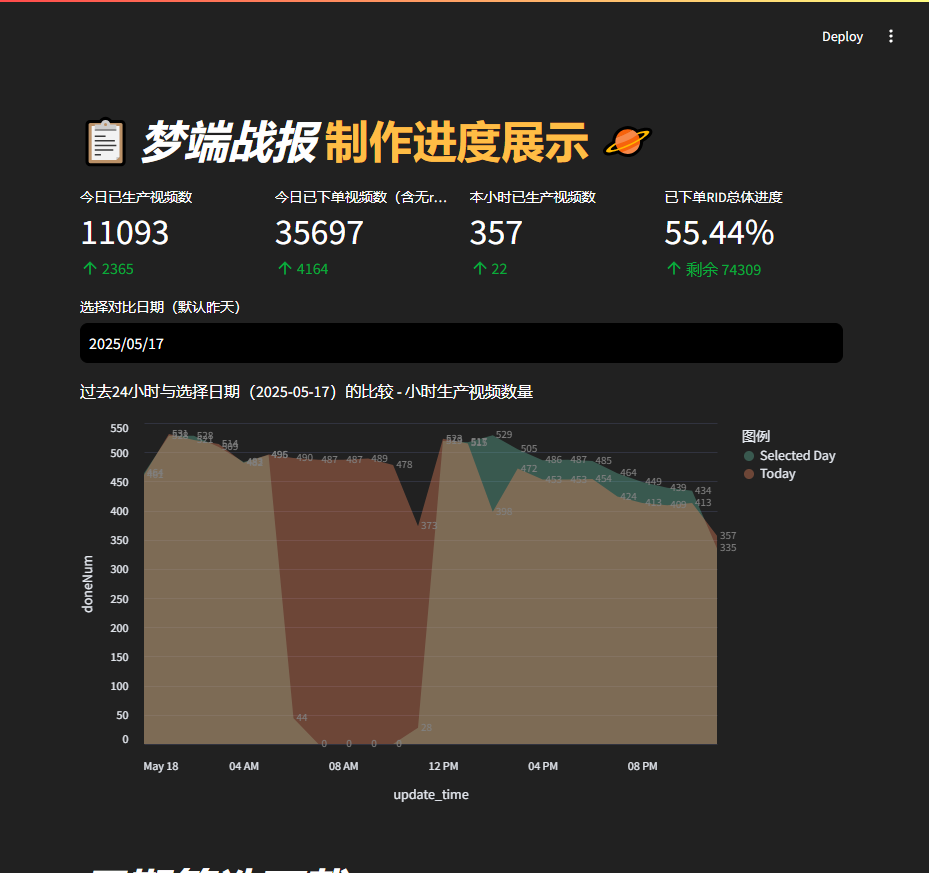 Deploy
梦端战报 制作进度展示
今日已生产视频数
11093
2365
今日已下单视频数（含无r...
35697
4164
本小时已生产视频数
357
22
已下单RID总体进度
55.44%
剩余 74309
选择对比日期（默认昨天）
2025/05/17
过去24小时与选择日期（2025-05-17）的比较 - 小时生产视频数量
图例
Selected Day
Today
doneNum
550
500
450
400
350
300
250
200
150
100
50
0
531 528 514
495 490 487 487 489 478
373
44
0 0 0 0
28
529 505 486 487 485 464 449 439 434
472 453 453 454 424 413 409 413
357
335
May 18 04 AM 08 AM 12 PM 04 PM 08 PM
update_time